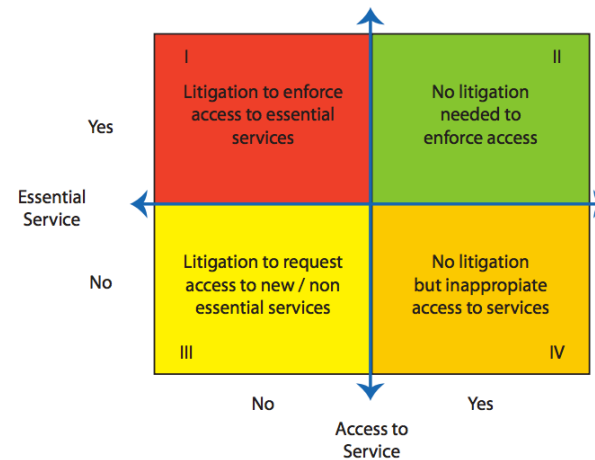 I
Litigation to enforce
access to essential
services
II
No litigation
needed to
enforce access
Yes
Essential
Service
No
Litigation to request
access to new / non
essential services
III
No litigation
but inappropiate
access to services
IV
No
Yes
Access to
Service